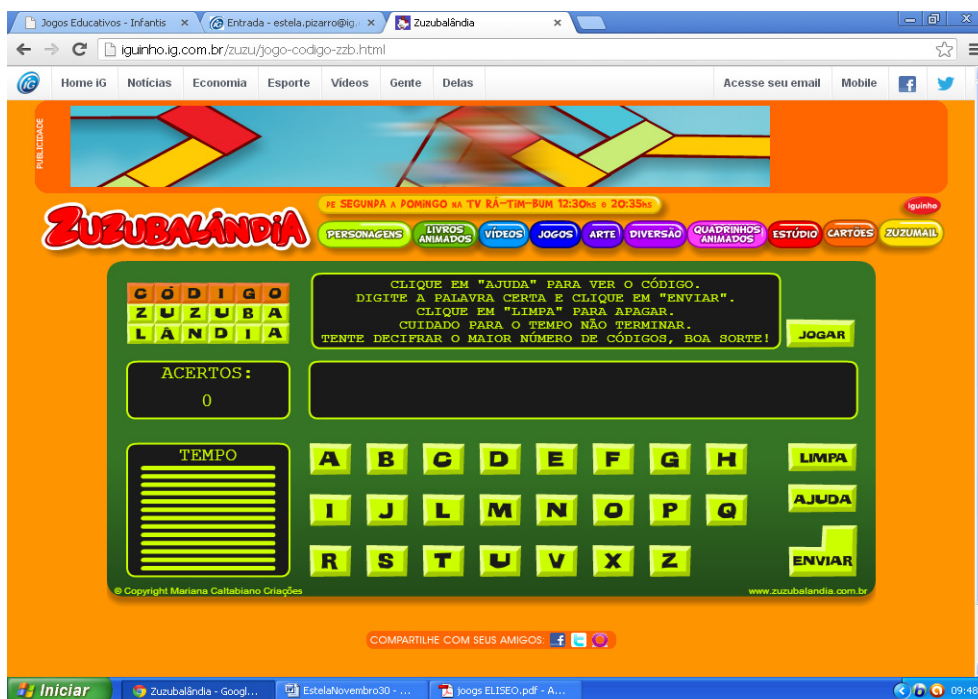 Jogos Educativos - Infantis
Entrada - estela.pizarro@ig.
Zuzubalândia
iguinho.ig.com.br/zuzu/jogo-codigo-zzb.html
iG Home iG Notícias Economia Esporte Vídeos Gente Delas Acesse seu email Mobile
PUBLICIDADE
DE SEGUNDA A DOMINGO NA TV RÁ-TIM-BUM 12:30hs e 20:35hs
iguinho
ZUZUBALÂNDIA
PERSONAGENS LIVROS ANIMADOS VÍDEOS JOGOS ARTE DIVERSÃO QUADRINHOS ANIMADOS ESTÚDIO CARTÕES ZUZUMAIL
CÓDIGO
ZUZUBA
LÂNDIA
CLIQUE EM "AJUDA" PARA VER O CÓDIGO.
DIGITE A PALAVRA CERTA E CLIQUE EM "ENVIAR".
CLIQUE EM "LIMPA" PARA APAGAR.
CUIDADO PARA O TEMPO NÃO TERMINAR.
TENTE DECIFRAR O MAIOR NÚMERO DE CÓDIGOS, BOA SORTE!
JOGAR
ACERTOS:
0
TEMPO
A B C D E F G H
I J L M N O P Q
R S T U V X Z
LIMPA
AJUDA
ENVIAR
© Copyright Mariana Caltabiano Criações
www.zuzubalandia.com.br
COMPARTILHE COM SEUS AMIGOS:
Iniciar Zuzubalândia - Googl... EstelaNovembro30 - ... joogs ELISEO.pdf - A... 09:48